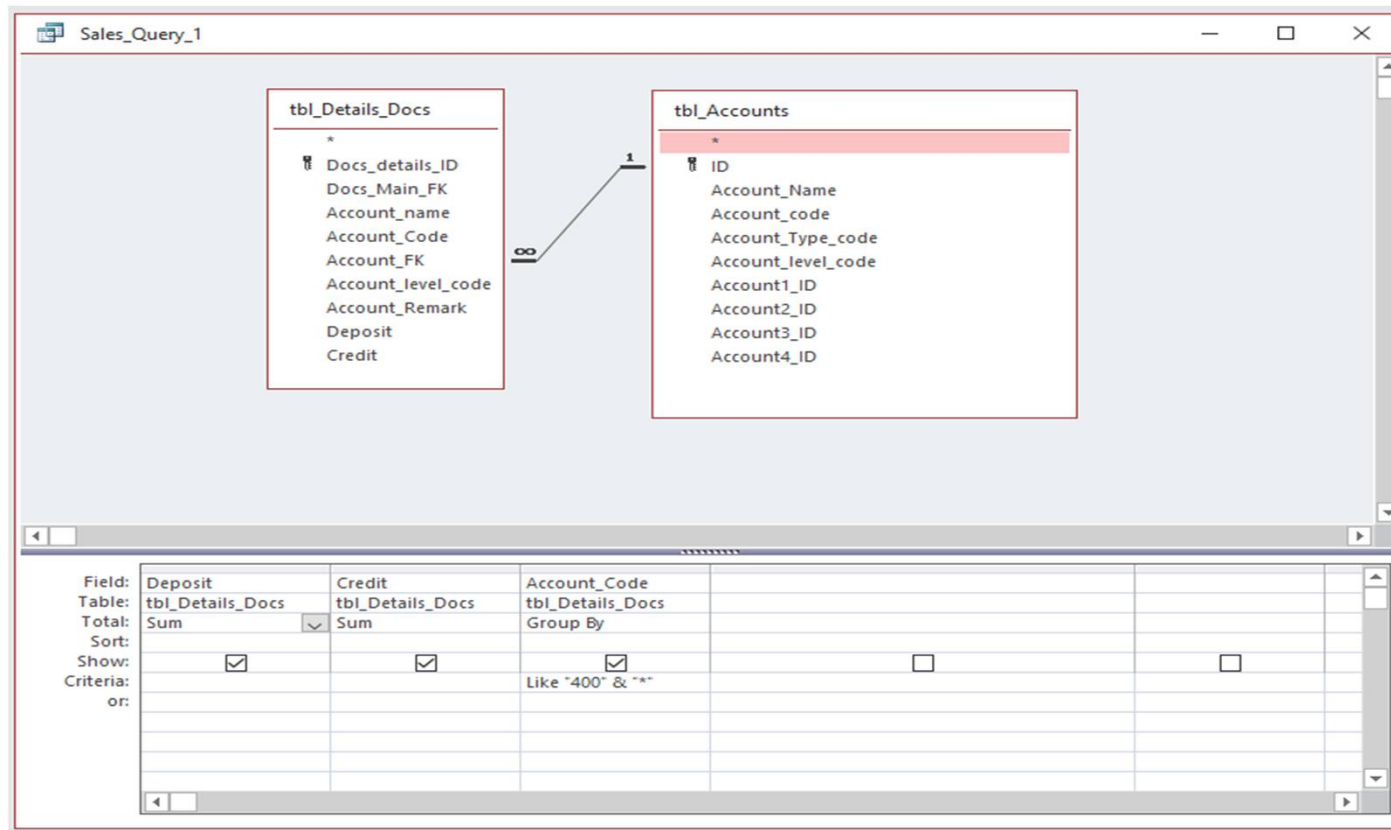 Sales_Query_1
tbl_Details_Docs
*
Docs_details_ID
Docs_Main_FK
Account_name
Account_Code
Account_FK
Account_level_code
Account_Remark
Deposit
Credit
∞
1
tbl_Accounts
*
ID
Account_Name
Account_code
Account_Type_code
Account_level_code
Account1_ID
Account2_ID
Account3_ID
Account4_ID
Field: Deposit Credit Account_Code
Table: tbl_Details_Docs tbl_Details_Docs tbl_Details_Docs
Total: Sum Sum Group By
Sort:
Show:
Criteria: Like "400" & "*"
or: